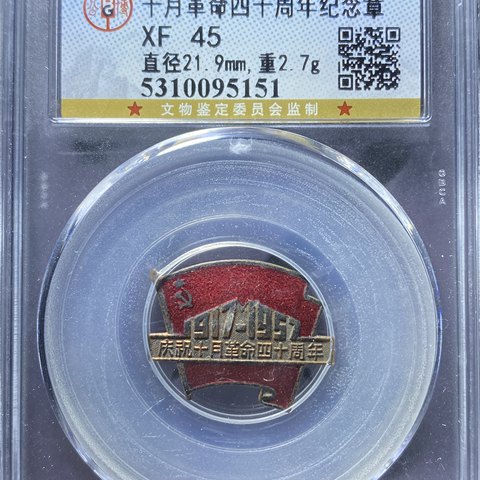 十月革命四十周年纪念章
XF 45
直径21.9mm,重2.7g
5310095151
★ 文物鉴定委员会监制 ★
GBCA
1917-1957
庆祝十月革命四十周年